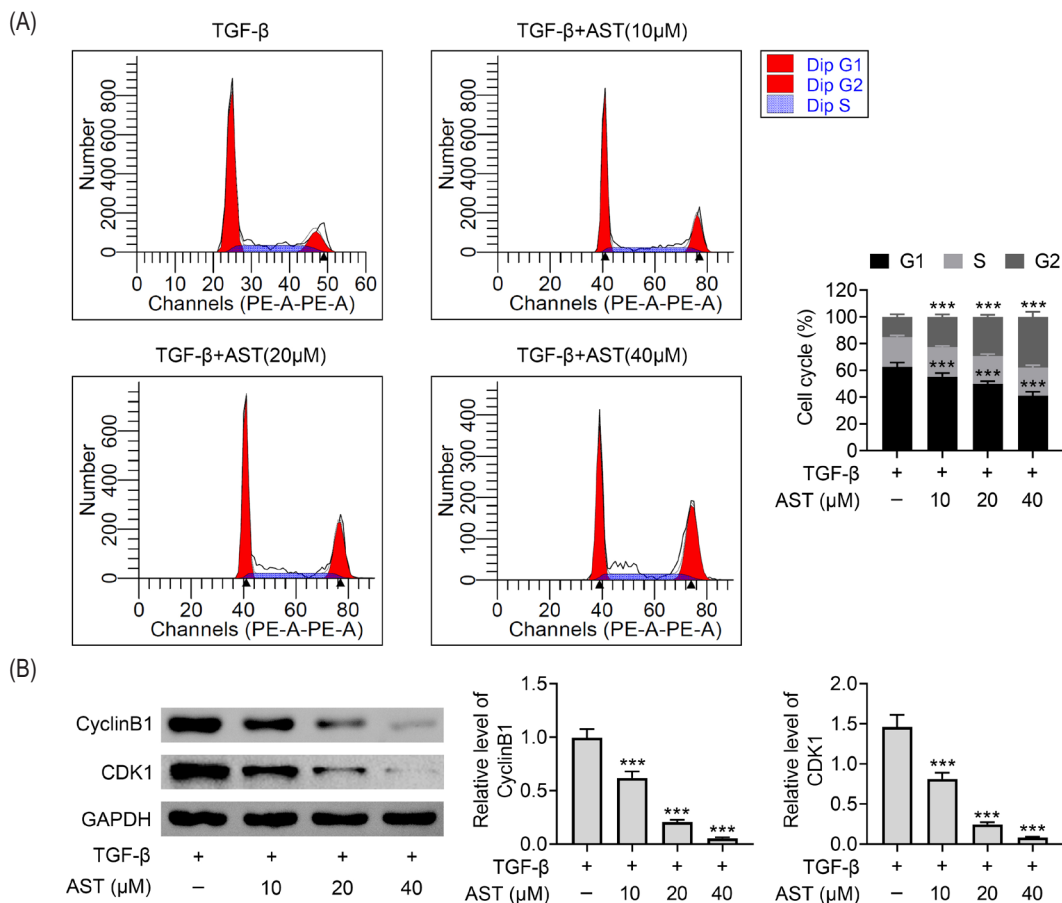 (A)
TGF-β
Number
0 200 400 600 800
0 10 20 30 40 50 60
Channels (PE-A-PE-A)
TGF-β+AST(10μM)
Number
0 200 400 600 800
0 20 40 60 80
Channels (PE-A-PE-A)
Dip G1
Dip G2
Dip S
TGF-β+AST(20μM)
Number
0 200 400 600
0 20 40 60 80
Channels (PE-A-PE-A)
TGF-β+AST(40μM)
Number
0 100 200 300 400
0 20 40 60 80
Channels (PE-A-PE-A)
G1 S G2
Cell cycle (%)
120
100
80
60
40
20
0
*** *** ***
*** *** ***
TGF-β + + + +
AST (μM) – 10 20 40
(B)
CyclinB1
CDK1
GAPDH
TGF-β + + + +
AST (μM) – 10 20 40
Relative level of
CyclinB1
1.5
1.0
0.5
0.0
*** *** ***
TGF-β + + + +
AST (μM) – 10 20 40
Relative level of
CDK1
2.0
1.5
1.0
0.5
0.0
*** *** ***
TGF-β + + + +
AST (μM) – 10 20 40